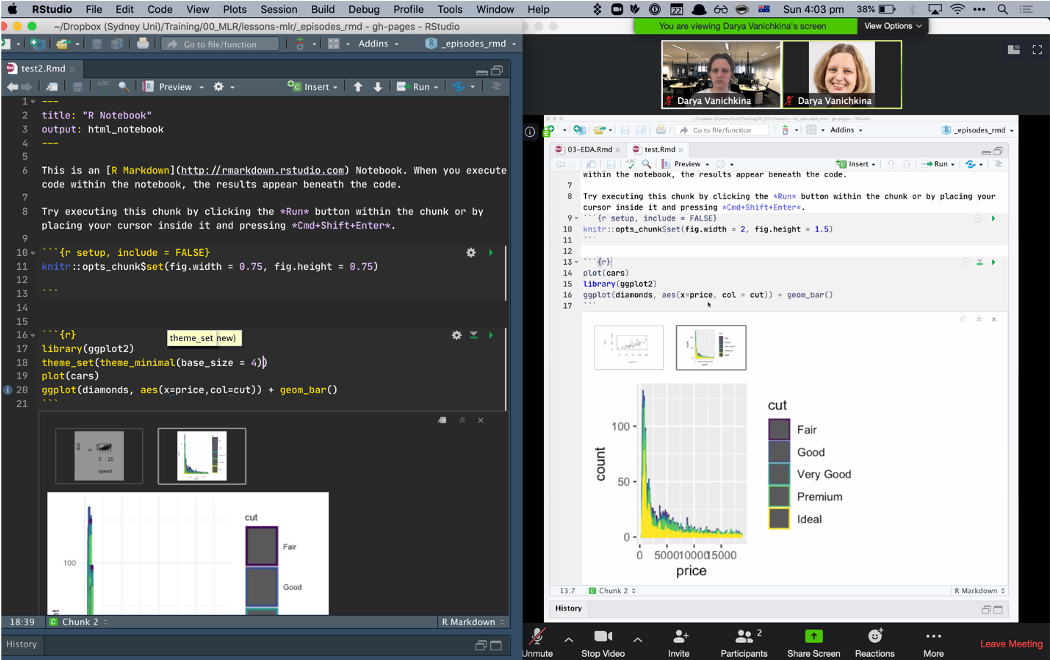 RStudio File Edit Code View Plots Session Build Debug Profile Tools Window Help 22 38% Sun 4:03 pm
~/Dropbox (Sydney Uni)/Training/00_MLR/lessons-mlr/_episodes_rmd - gh-pages - RStudio
Go to file/function Addins _episodes_rmd
test2.Rmd
ABC Preview Insert Run
1 ---
2 title: "R Notebook"
3 output: html_notebook
4 ---
5
6 This is an [R Markdown](http://rmarkdown.rstudio.com) Notebook. When you execute
code within the notebook, the results appear beneath the code.
7
8 Try executing this chunk by clicking the *Run* button within the chunk or by
placing your cursor inside it and pressing *Cmd+Shift+Enter*.
9
10 ```{r setup, include = FALSE}
11 knitr::opts_chunk$set(fig.width = 0.75, fig.height = 0.75)
12
13 ```
14
15
16 ```{r}
theme_set(new)
17 library(ggplot2)
18 theme_set(theme_minimal(base_size = 4))
19 plot(cars)
20 ggplot(diamonds, aes(x=price,col=cut)) + geom_bar()
21 ```
dist
0 25
speed
cut
Fair
Good
100
18:39 Chunk 2 R Markdown
History
You are viewing Darya Vanichkina's screen View Options
Darya Vanichkina Darya Vanichkina
Go to file/function Addins _episodes_rmd
03-EDA.Rmd test.Rmd
ABC Preview Insert Run
within the notebook, the results appear beneath the code.
7
8 Try executing this chunk by clicking the *Run* button within the chunk or by placing your
cursor inside it and pressing *Cmd+Shift+Enter*.
9 ```{r setup, include = FALSE}
10 knitr::opts_chunk$set(fig.width = 2, fig.height = 1.5)
11 ```
12
13 ```{r}
14 plot(cars)
15 library(ggplot2)
16 ggplot(diamonds, aes(x=price, col = cut)) + geom_bar()
17 ```
cut
count
100
50
0
Fair
Good
Very Good
Premium
Ideal
0 5000 10000 15000
price
13:7 Chunk 2 R Markdown
History
Unmute Stop Video Invite Participants 2 Share Screen Reactions More Leave Meeting